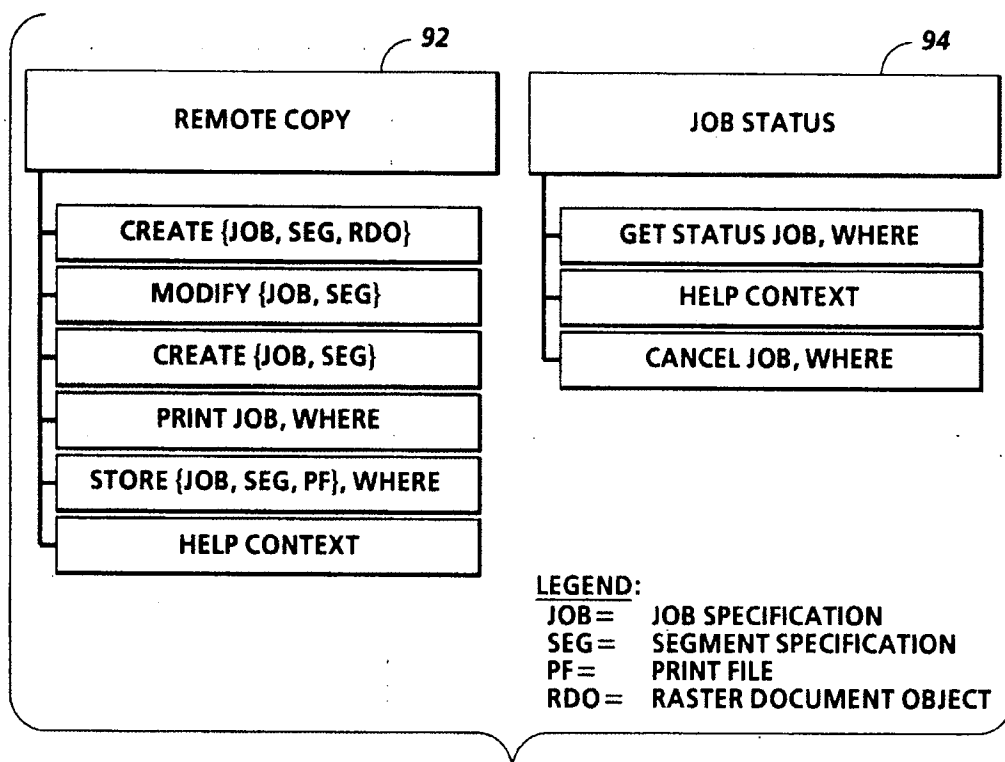 92
REMOTE COPY
CREATE {JOB, SEG, RDO}
MODIFY {JOB, SEG}
CREATE {JOB, SEG}
PRINT JOB, WHERE
STORE {JOB, SEG, PF}, WHERE
HELP CONTEXT
94
JOB STATUS
GET STATUS JOB, WHERE
HELP CONTEXT
CANCEL JOB, WHERE
LEGEND:
JOB= JOB SPECIFICATION
SEG= SEGMENT SPECIFICATION
PF= PRINT FILE
RDO= RASTER DOCUMENT OBJECT